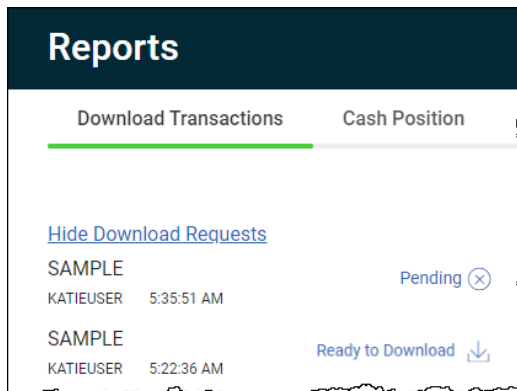 Reports
Download Transactions Cash Position
Hide Download Requests
SAMPLE
KATIEUSER 5:35:51 AM Pending
SAMPLE
KATIEUSER 5:22:36 AM Ready to Download